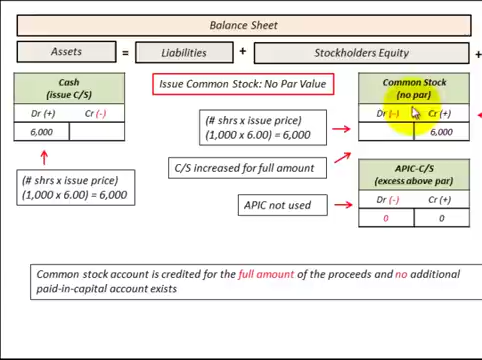 Balance Sheet
Assets = Liabilities + Stockholders Equity +
Cash
(issue C/S)
Dr (+) Cr (-)
6,000
(# shrs x issue price)
(1,000 x 6.00) = 6,000
Issue Common Stock: No Par Value
(# shrs x issue price)
(1,000 x 6.00) = 6,000
C/S increased for full amount
APIC not used
Common Stock
(no par)
Dr (-) Cr (+)
6,000
APIC-C/S
(excess above par)
Dr (-) Cr (+)
0 0
Common stock account is credited for the full amount of the proceeds and no additional
paid-in-capital account exists